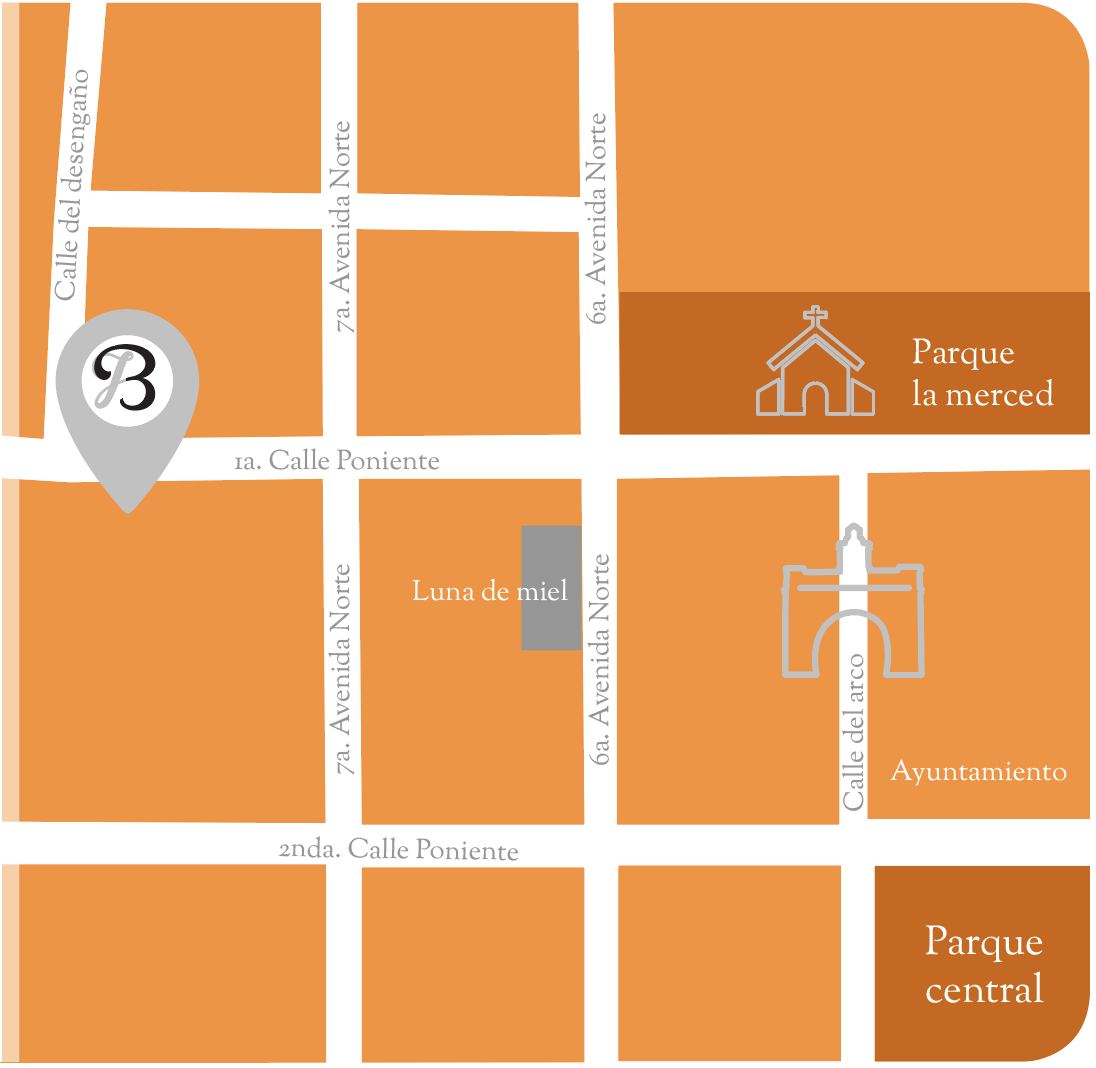 Calle del desengaño
7a. Avenida Norte
6a. Avenida Norte
Parque
la merced
JB
1a. Calle Poniente
Luna de miel
7a. Avenida Norte
6a. Avenida Norte
Calle del arco
Ayuntamiento
2nda. Calle Poniente
Parque
central